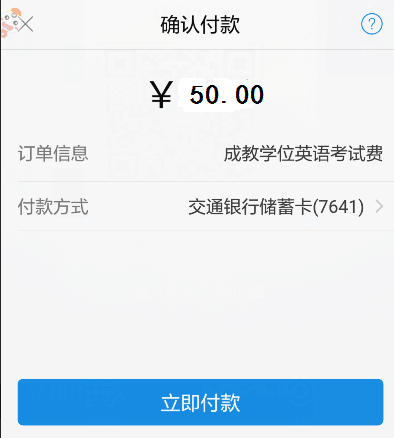 确认付款
?
¥ 50.00
订单信息 成教学位英语考试费
付款方式 交通银行储蓄卡(7641)
立即付款